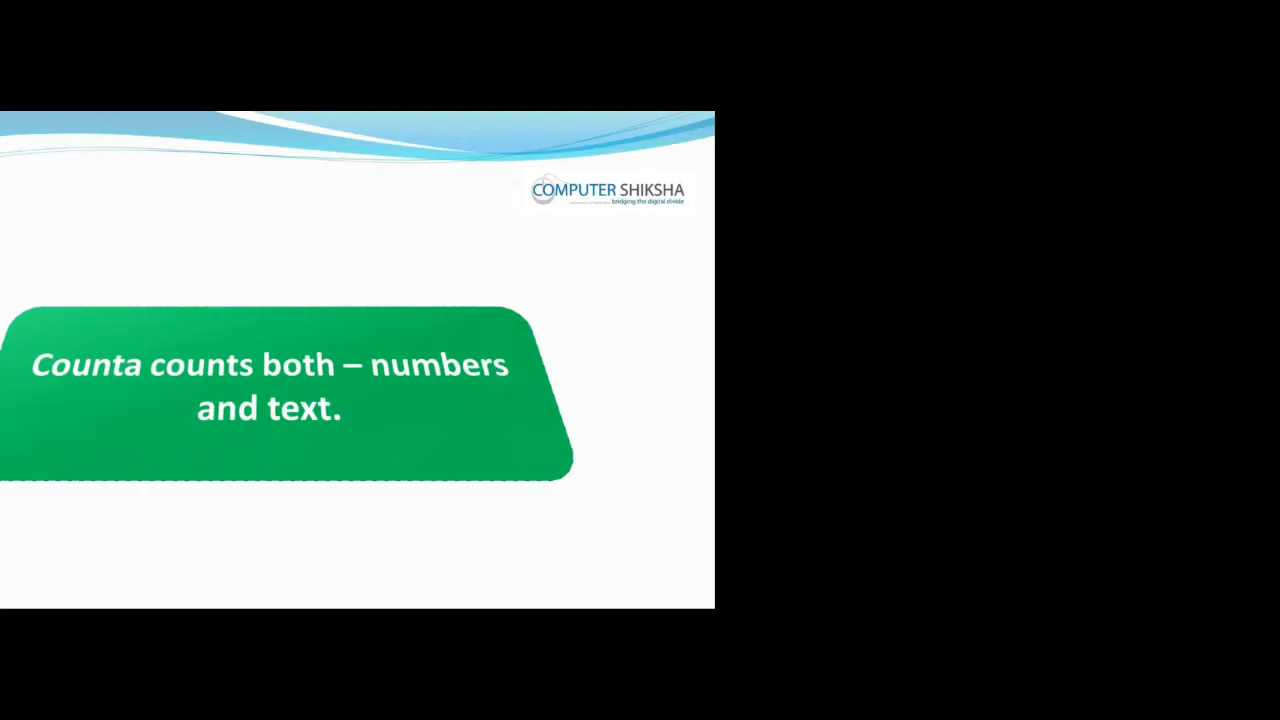 COMPUTER SHIKSHA
bridging the digital divide
Counta counts both – numbers
and text.